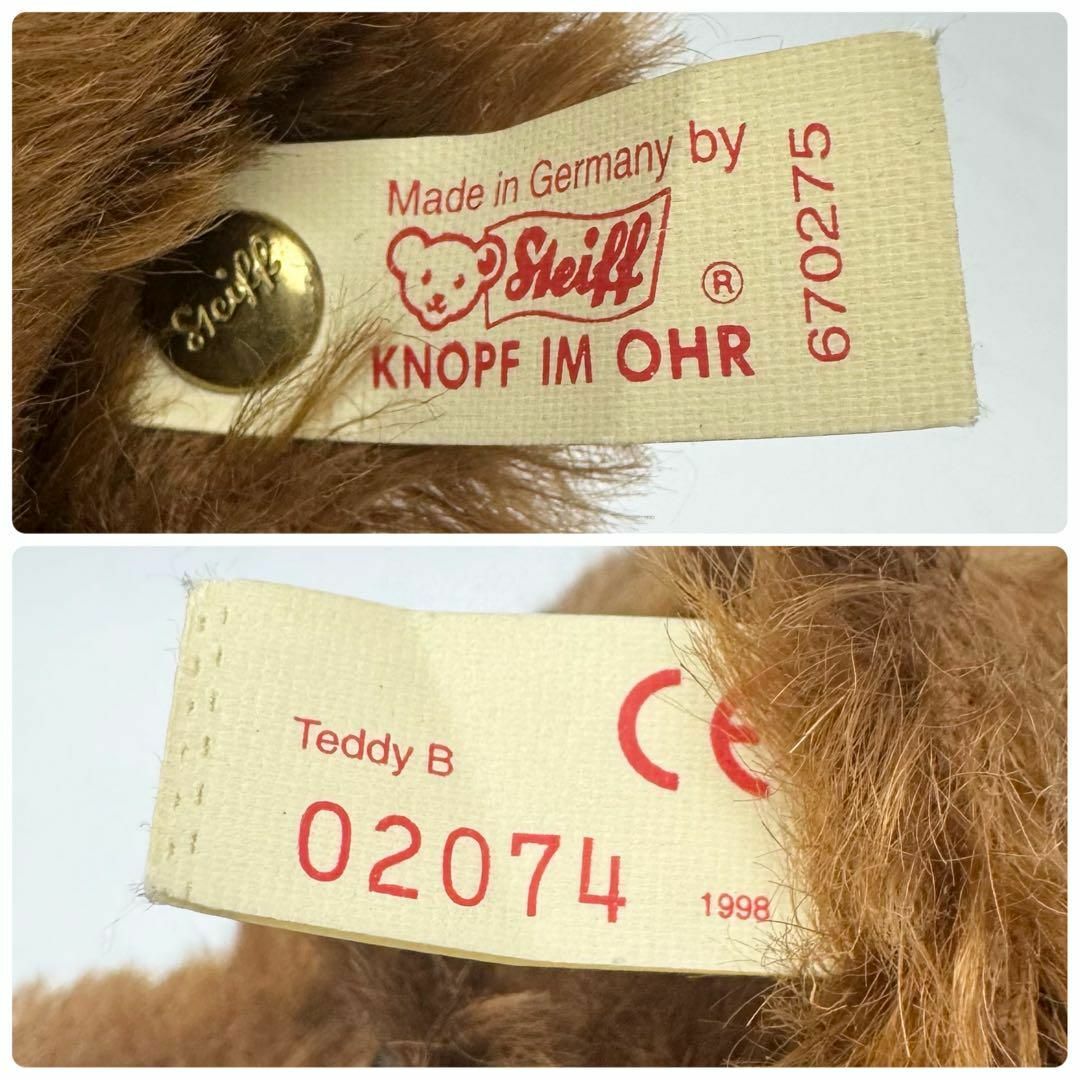 Made in Germany by
Steiff
®
KNOPF IM OHR
670275
Steiff
Teddy B
CE
02074
1998